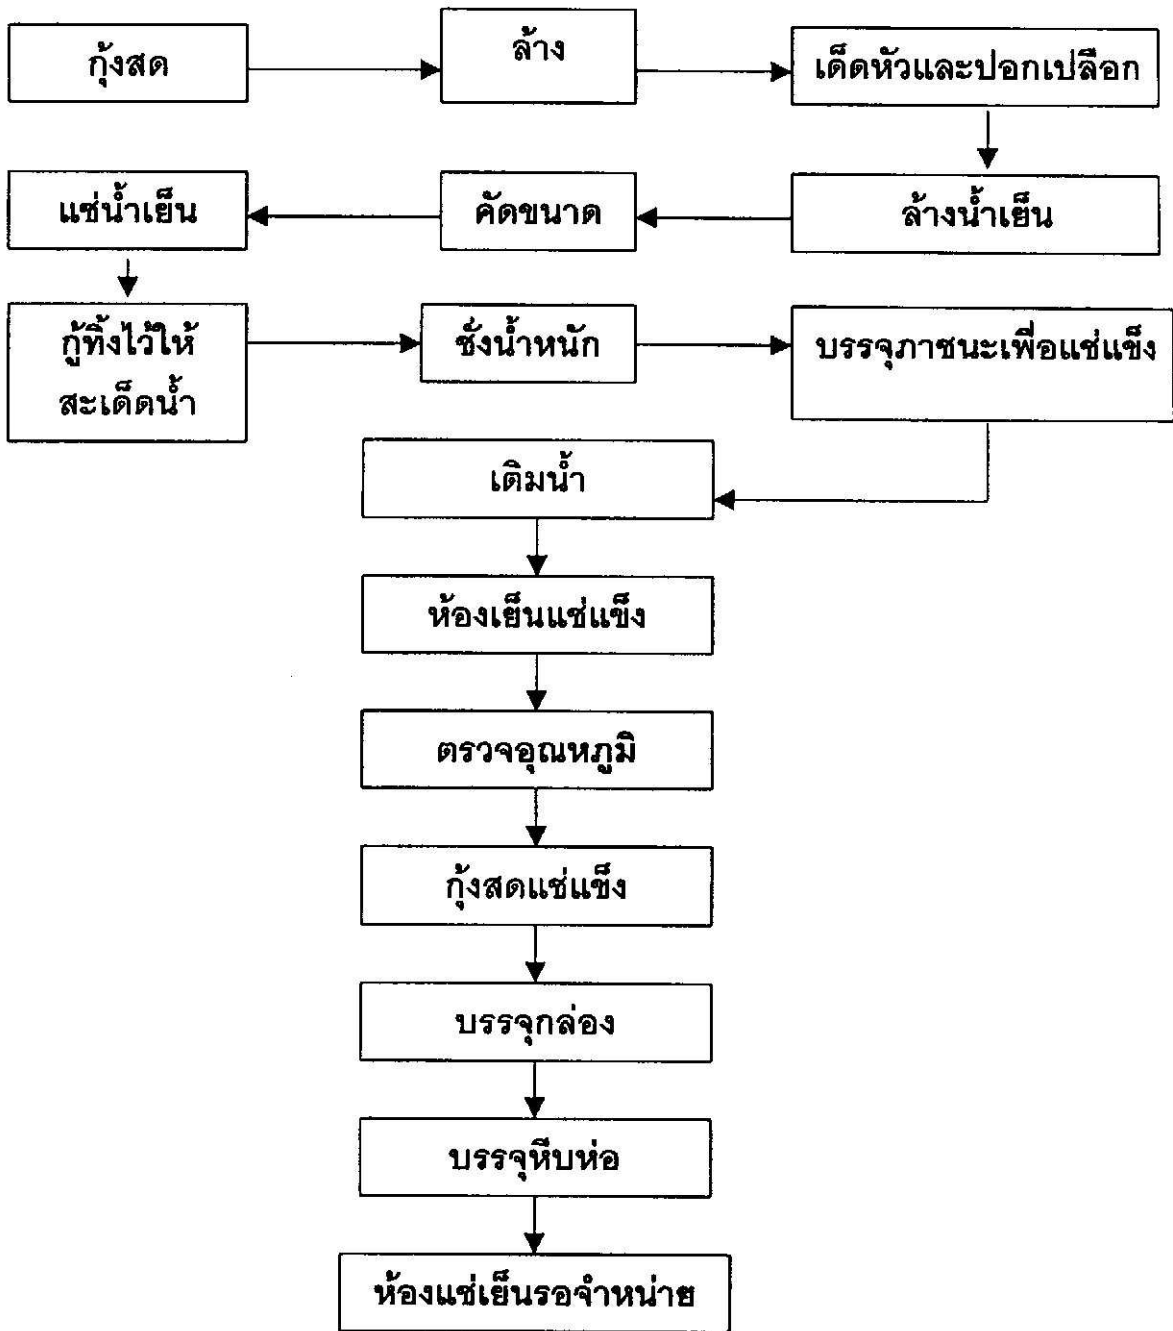 กุ้งสด
ล้าง
เด็ดหัวและปอกเปลือก
ล้างน้ำเย็น
คัดขนาด
แช่น้ำเย็น
กู้ทิ้งไว้ให้
สะเด็ดน้ำ
ชั่งน้ำหนัก
บรรจุภาชนะเพื่อแช่แข็ง
เติมน้ำ
ห้องเย็นแช่แข็ง
ตรวจอุณหภูมิ
กุ้งสดแช่แข็ง
บรรจุกล่อง
บรรจุหีบห่อ
ห้องแช่เย็นรอจำหน่าย